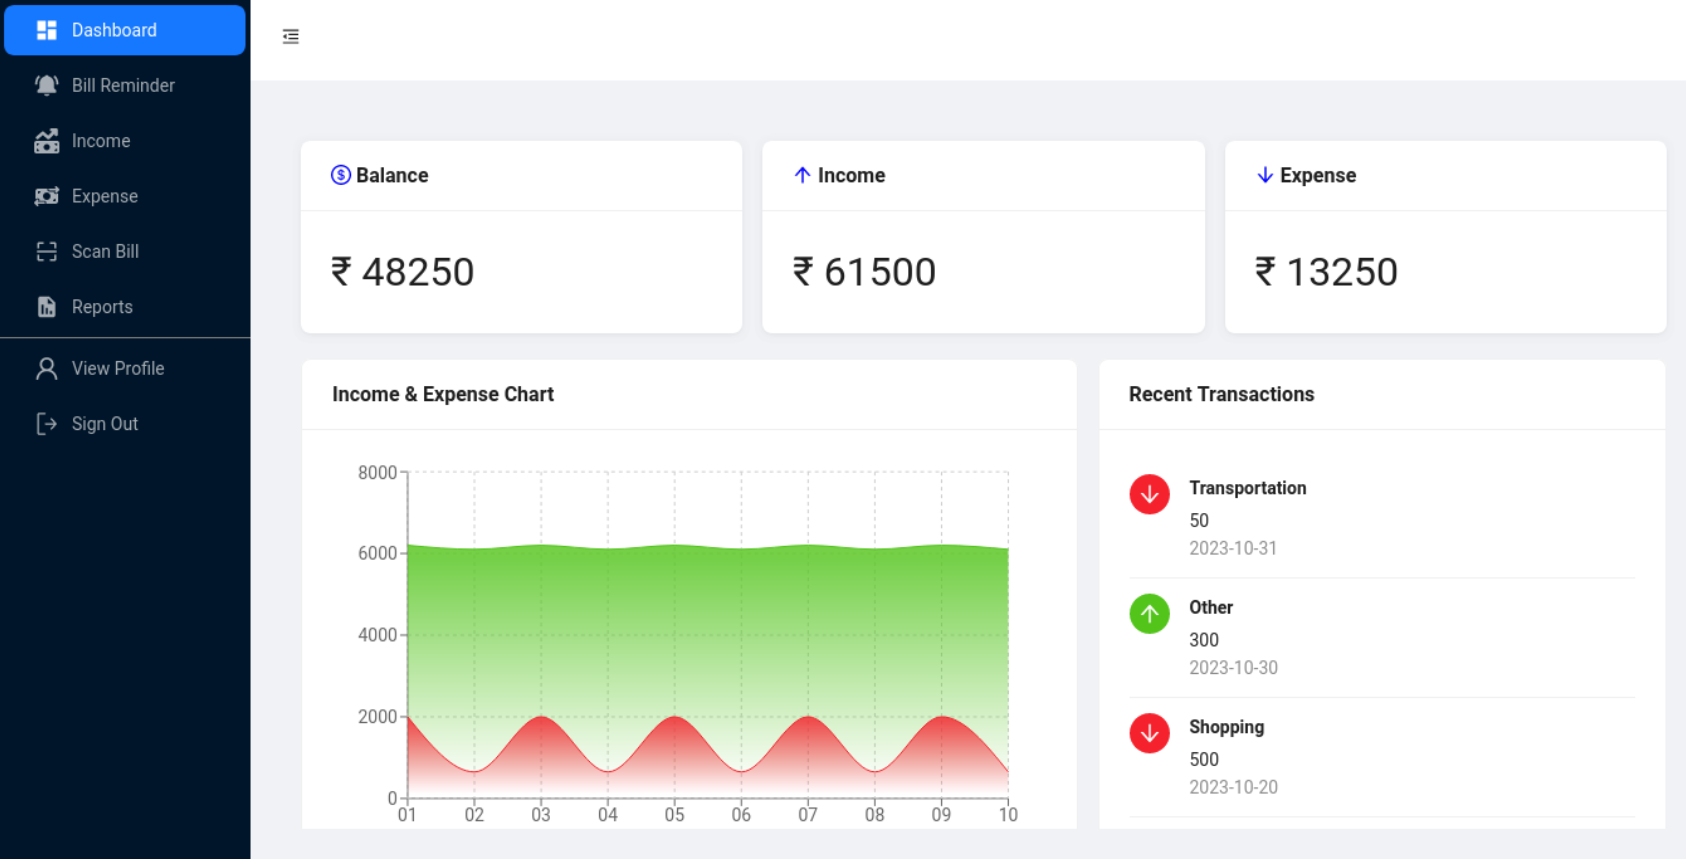 Dashboard
Bill Reminder
Income
Expense
Scan Bill
Reports
View Profile
Sign Out
Balance
₹ 48250
Income
₹ 61500
Expense
₹ 13250
Income & Expense Chart
8000
6000
4000
2000
0
01 02 03 04 05 06 07 08 09 10
Recent Transactions
Transportation
50
2023-10-31
Other
300
2023-10-30
Shopping
500
2023-10-20